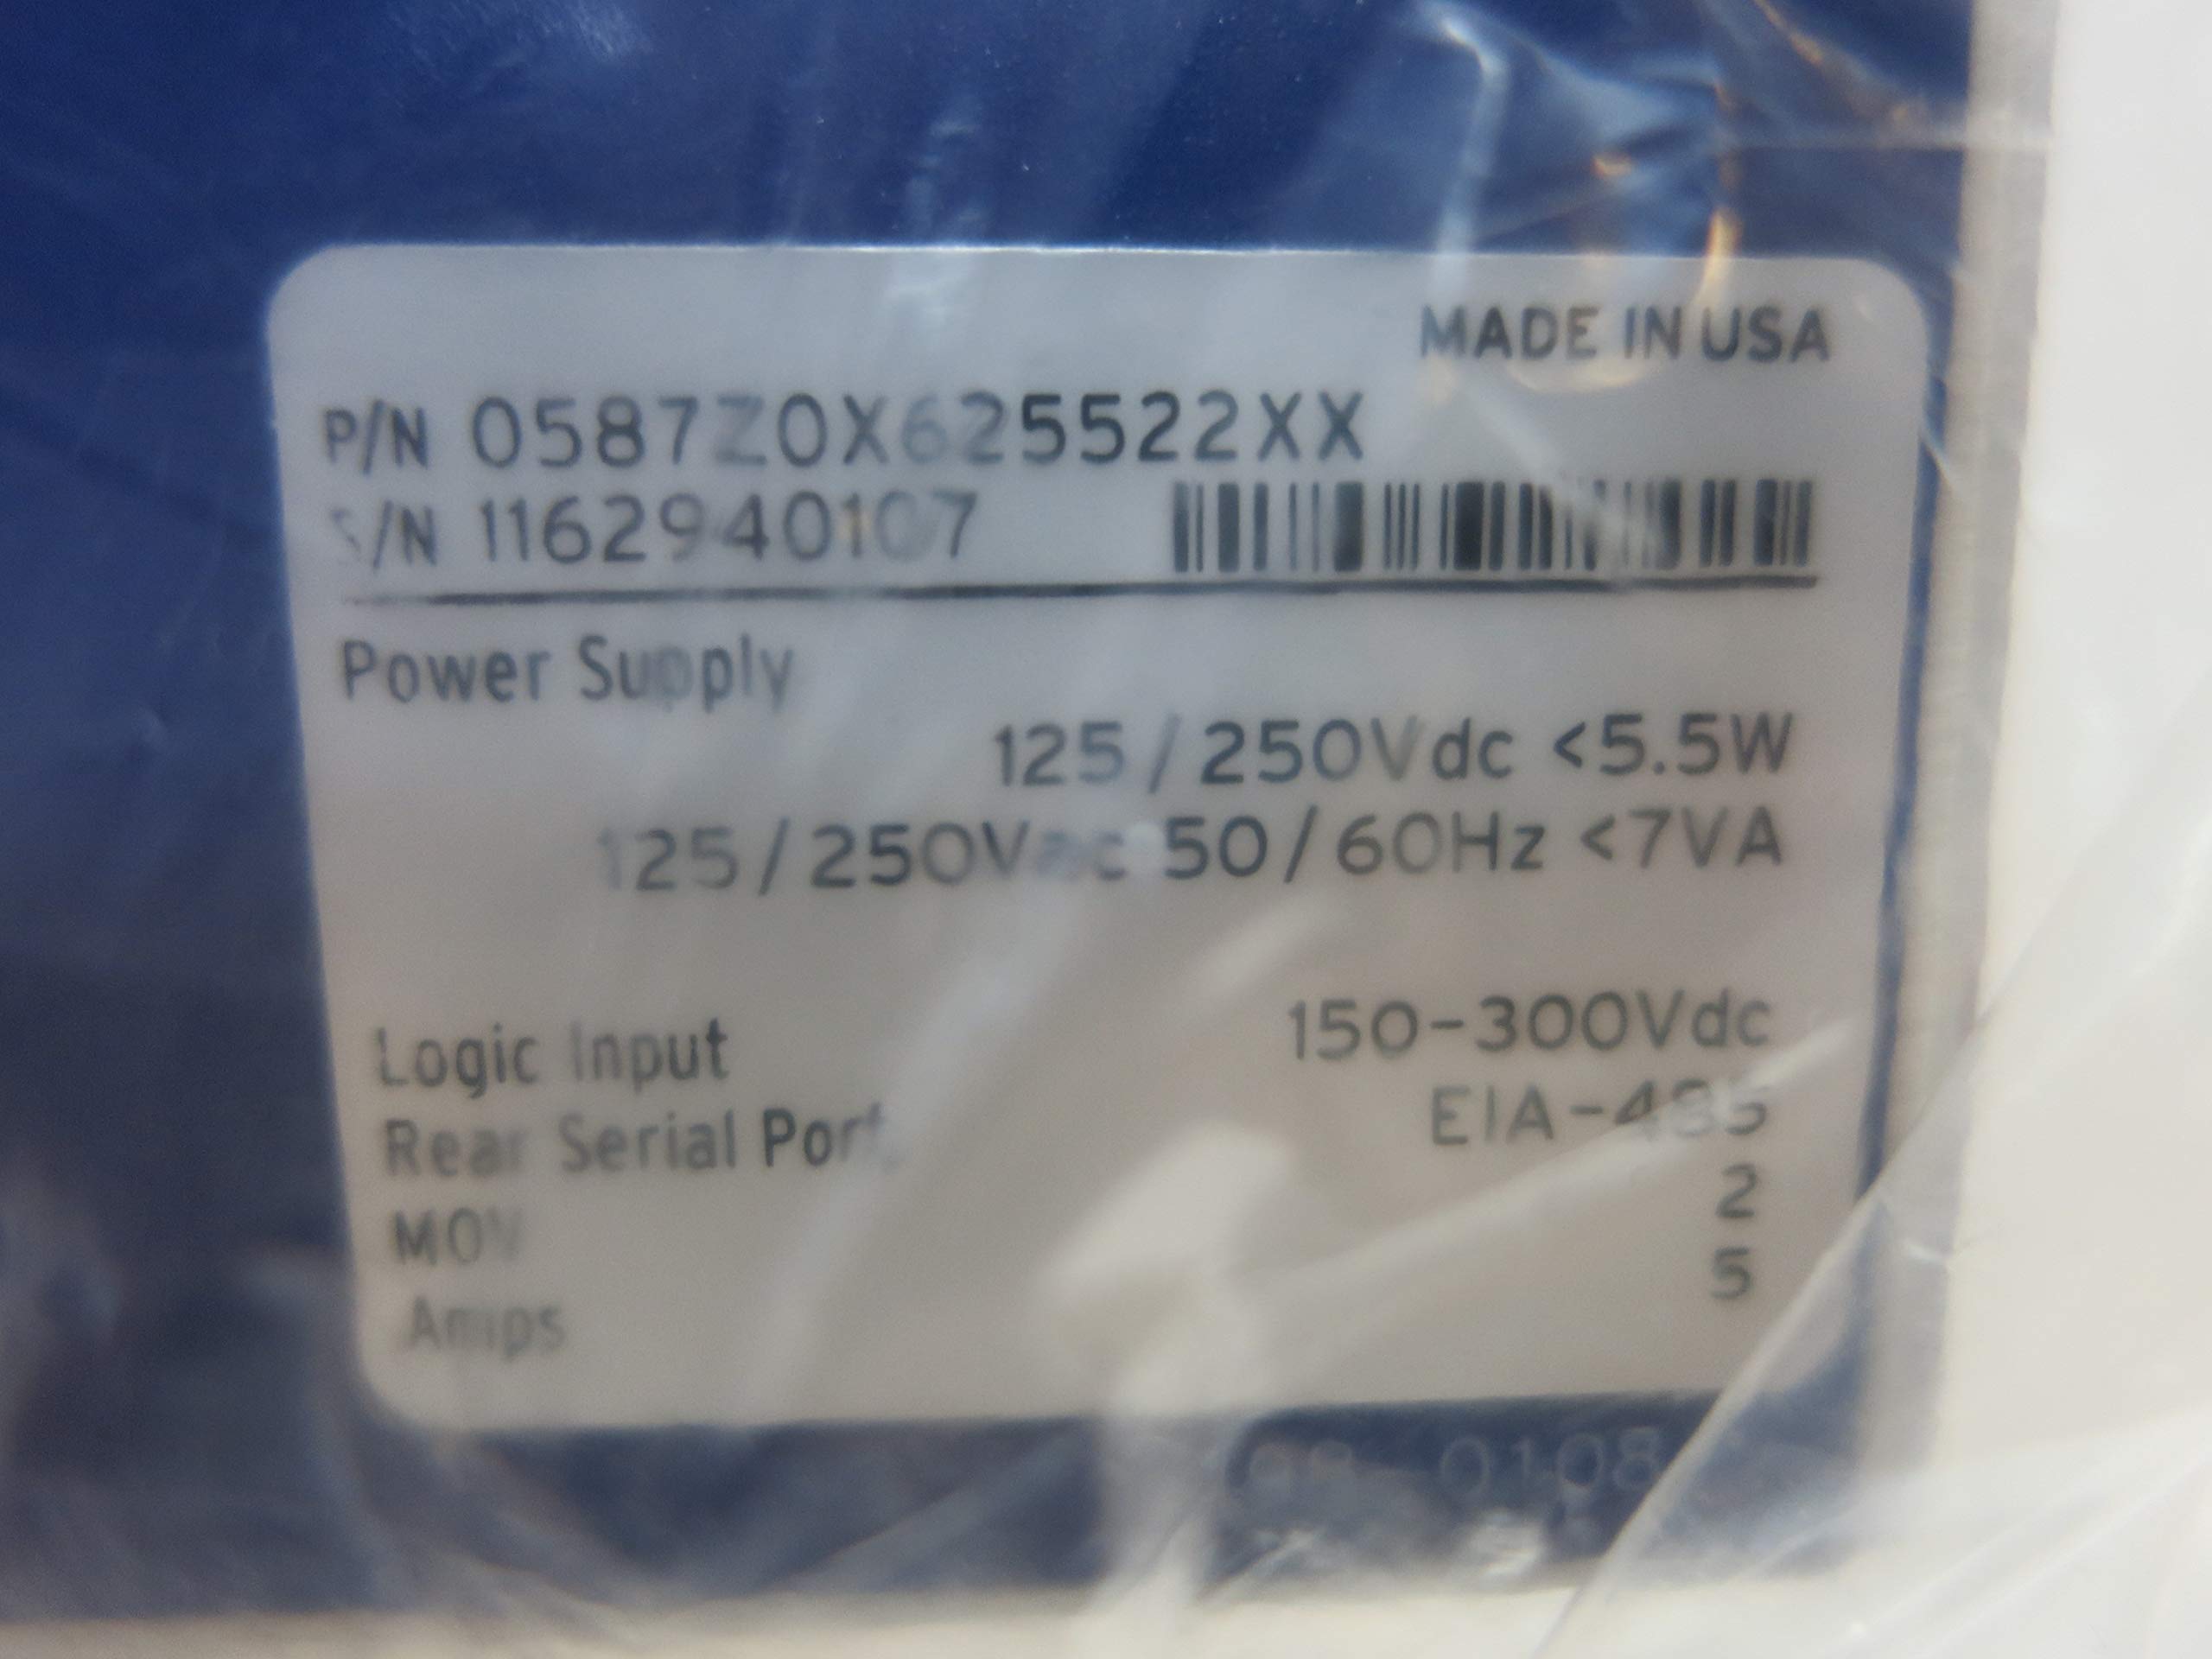 MADE IN USA
P/N 0587Z0X625522XX
S/N 1162940107
Power Supply
125/250Vdc <5.5W
125/250Vac 50/60Hz <7VA
Logic Input 150-300Vdc
Rear Serial Port EIA-485
MOV 2
Amps 5
0108